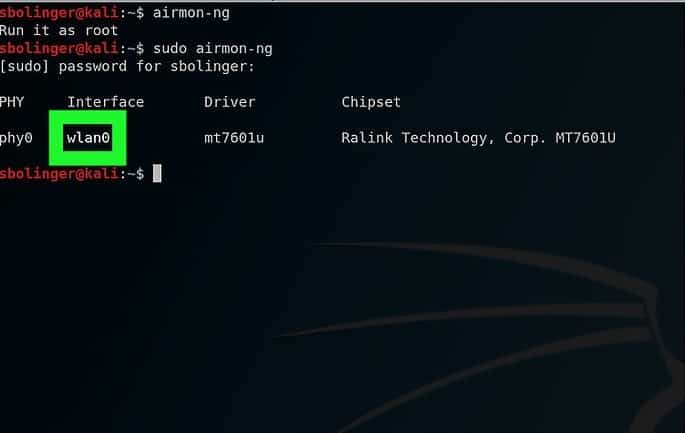 sbolinger@kali:~$ airmon-ng
Run it as root
sbolinger@kali:~$ sudo airmon-ng
[sudo] password for sbolinger:
PHY Interface Driver Chipset
phy0 wlan0 mt7601u Ralink Technology, Corp. MT7601U
sbolinger@kali:~$